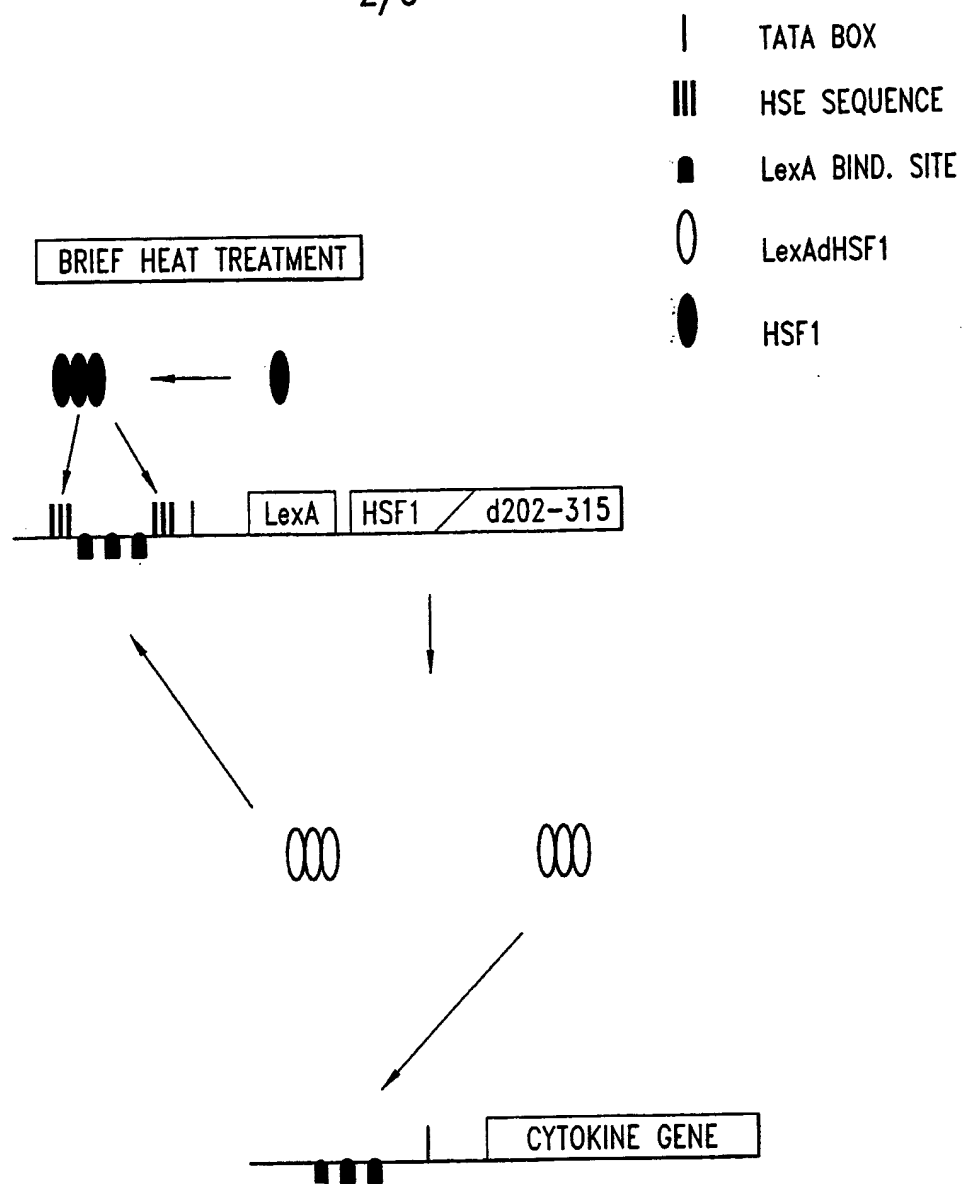 TATA BOX
HSE SEQUENCE
LexA BIND. SITE
LexAdHSF1
HSF1
BRIEF HEAT TREATMENT
LexA
HSF1 / d202-315
CYTOKINE GENE